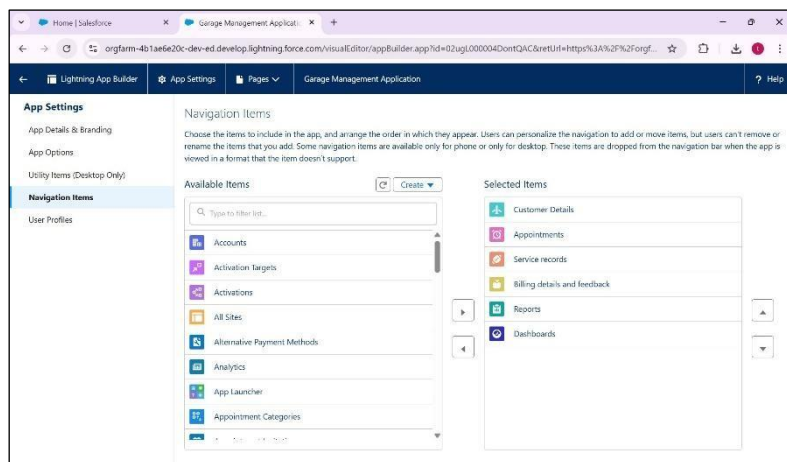 Home | Salesforce
Garage Management Applicati
orgfarm-4b1ae6e20c-dev-ed.develop.lightning.force.com/visualEditor/appBuilder.app?id=02ugL000004DontQAC&retUrl=https%3A%2F%2Forgf...
Lightning App Builder
App Settings
Pages
Garage Management Application
? Help
App Settings
App Details & Branding
App Options
Utility Items (Desktop Only)
Navigation Items
User Profiles
Navigation Items
Choose the items to include in the app, and arrange the order in which they appear. Users can personalize the navigation to add or move items, but users can't remove or
rename the items that you add. Some navigation items are available only for phone or only for desktop. These items are dropped from the navigation bar when the app is
viewed in a format that the item doesn't support.
Available Items
Create
Type to filter list...
Accounts
Activation Targets
Activations
All Sites
Alternative Payment Methods
Analytics
App Launcher
Appointment Categories
Selected Items
Customer Details
Appointments
Service records
Billing details and feedback
Reports
Dashboards